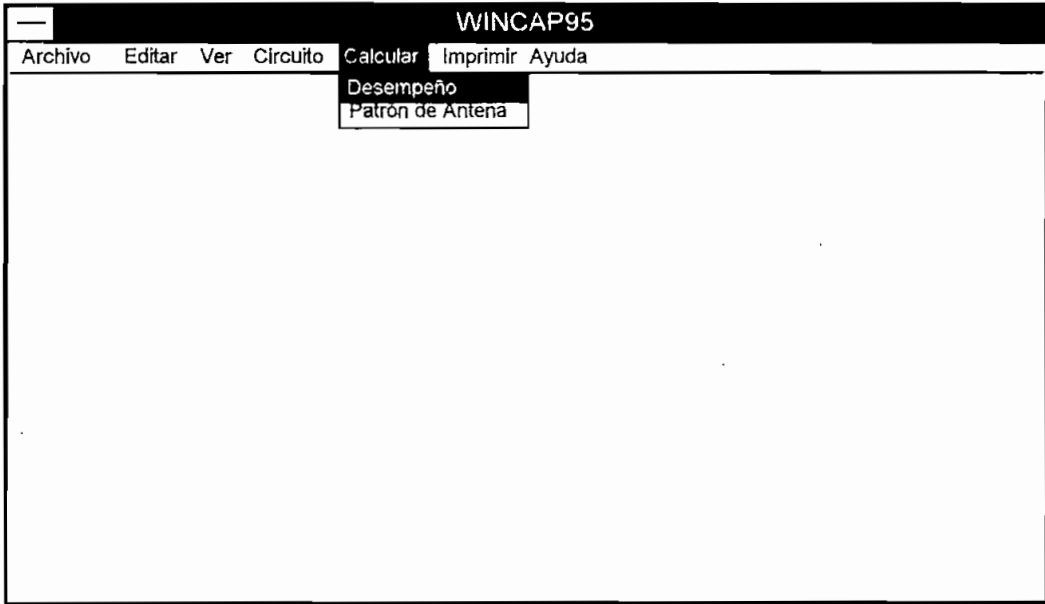 WINCAP95
Archivo Editar Ver Circuito Calcular Imprimir Ayuda
Desempeño
Patrón de Antena